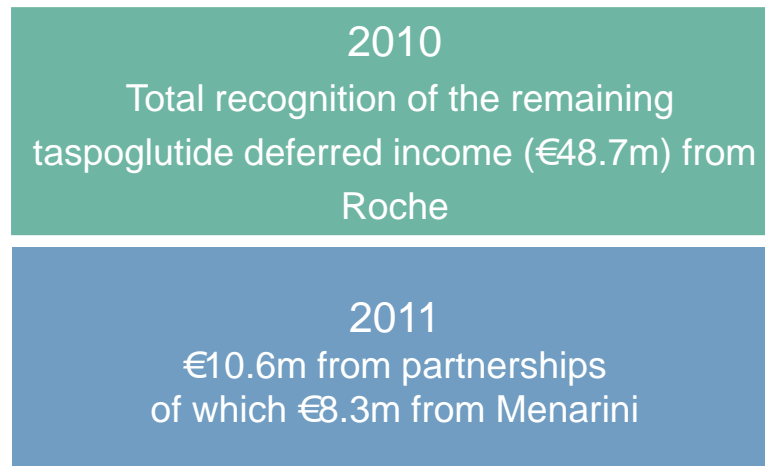 2010
Total recognition of the remaining
taspoglutide deferred income (€48.7m) from
Roche
2011
€10.6m from partnerships
of which €8.3m from Menarini